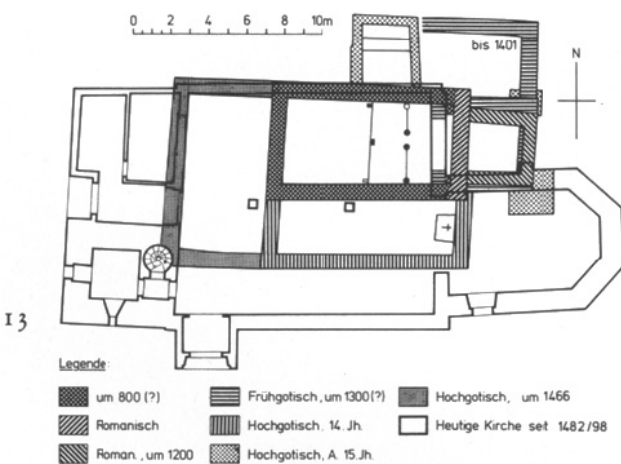 0 2 4 6 8 10m
bis 1401
N
13
Legende:
um 800 (?)
Romanisch
Roman., um 1200
Frühgotisch, um 1300 (?)
Hochgotisch. 14. Jh.
Hochgotisch, A. 15. Jh.
Hochgotisch, um 1466
Heutige Kirche seit 1482/98